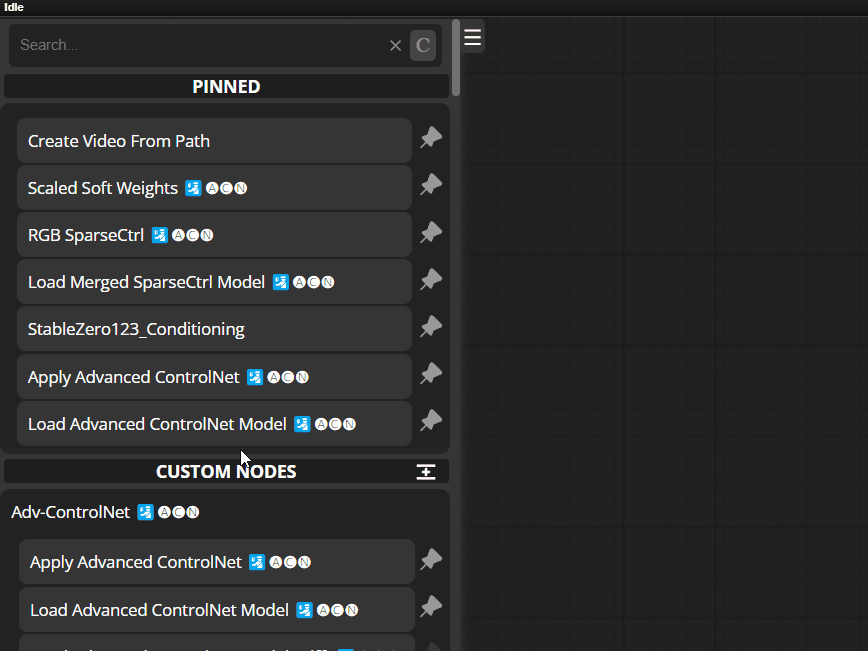 Idle
Search...
C
PINNED
Create Video From Path
Scaled Soft Weights 🛂🅐🅒🅝
RGB SparseCtrl 🛂🅐🅒🅝
Load Merged SparseCtrl Model 🛂🅐🅒🅝
StableZero123_Conditioning
Apply Advanced ControlNet 🛂🅐🅒🅝
Load Advanced ControlNet Model 🛂🅐🅒🅝
CUSTOM NODES
Adv-ControlNet 🛂🅐🅒🅝
Apply Advanced ControlNet 🛂🅐🅒🅝
Load Advanced ControlNet Model 🛂🅐🅒🅝